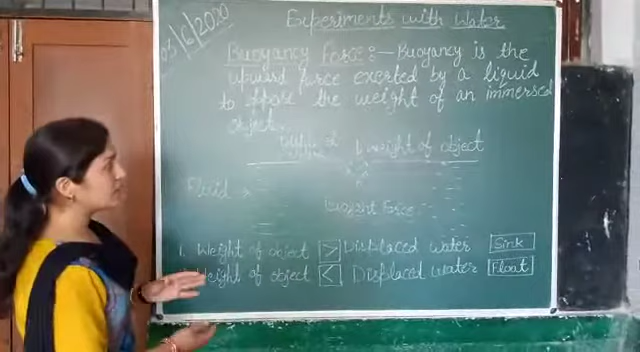 03/6/2020
Experiments with Water
Buoyancy Force:- Buoyancy is the
upward force exerted by a liquid
to oppose the weight of an immersed
object.
weight of object
Fluid
Buoyant Force
1. Weight of object > Displaced water Sink
Weight of object < Displaced water Float